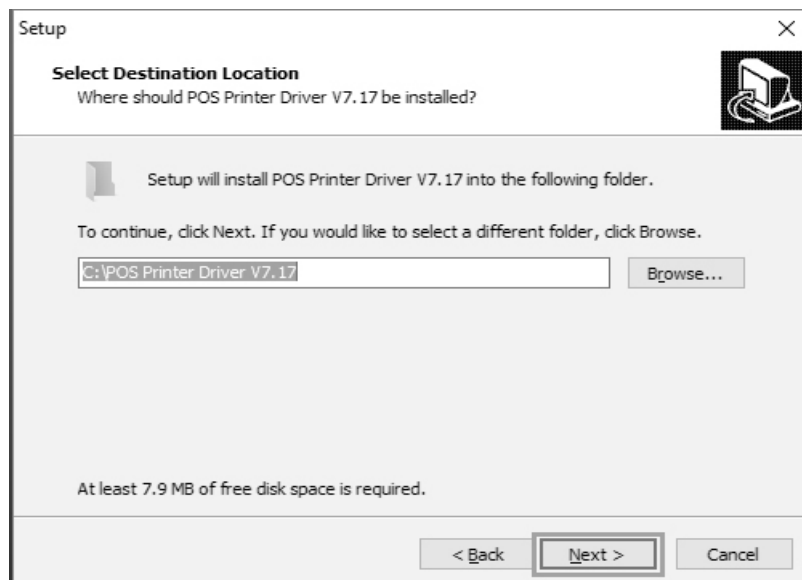 Setup
Select Destination Location
Where should POS Printer Driver V7.17 be installed?
Setup will install POS Printer Driver V7.17 into the following folder.
To continue, click Next. If you would like to select a different folder, click Browse.
C:\POS Printer Driver V7.17
Browse...
At least 7.9 MB of free disk space is required.
< Back
Next >
Cancel